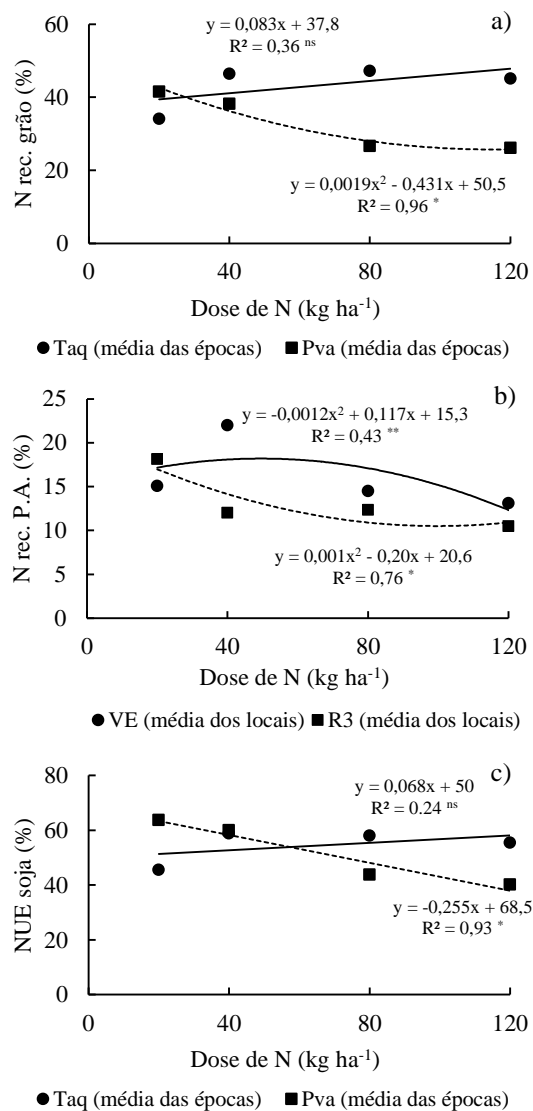 a)
y = 0,083x + 37,8
R² = 0,36 ns
60
40
20
0
N rec. grão (%)
y = 0,0019x² - 0,431x + 50,5
R² = 0,96 *
0 40 80 120
Dose de N (kg ha-1)
● Taq (média das épocas) ■ Pva (média das épocas)
b)
y = -0,0012x² + 0,117x + 15,3
R² = 0,43 **
25
20
15
10
5
0
N rec. P.A. (%)
y = 0,001x² - 0,20x + 20,6
R² = 0,76 *
0 40 80 120
Dose de N (kg ha-1)
● VE (média dos locais) ■ R3 (média dos locais)
c)
y = 0,068x + 50
R² = 0.24 ns
80
60
40
20
0
NUE soja (%)
y = -0,255x + 68,5
R² = 0,93 *
0 40 80 120
Dose de N (kg ha-1)
● Taq (média das épocas) ■ Pva (média das épocas)